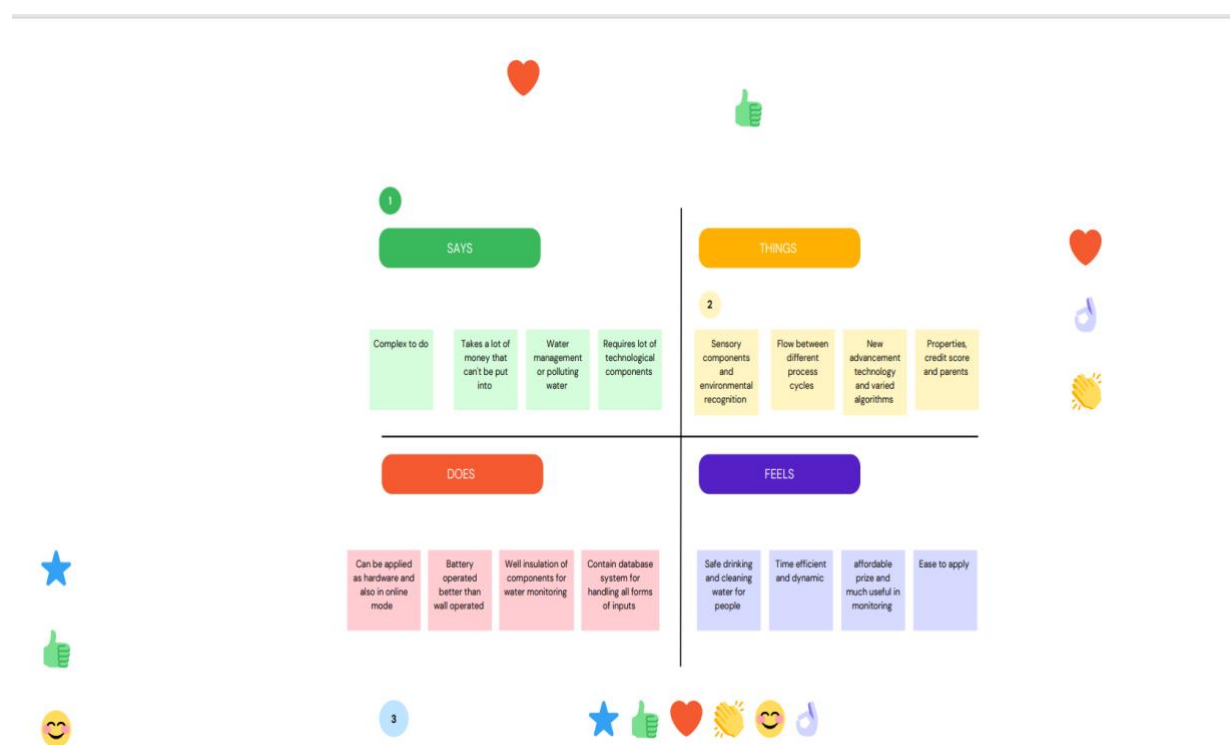 1
SAYS
THINGS
2
Complex to do
Takes a lot of
money that
can't be put
into
Water
management
or polluting
water
Requires lot of
technological
components
Sensory
components
and
environmental
recognition
Flow between
different
process
cycles
New
advancement
technology
and varied
algorithms
Properties,
credit score
and parents
DOES
FEELS
Can be applied
as hardware and
also in online
mode
Battery
operated
better than
wall operated
Well insulation of
components for
water monitoring
Contain database
system for
handling all forms
of inputs
Safe drinking
and cleaning
water for
people
Time efficient
and dynamic
affordable
prize and
much useful in
monitoring
Ease to apply
3